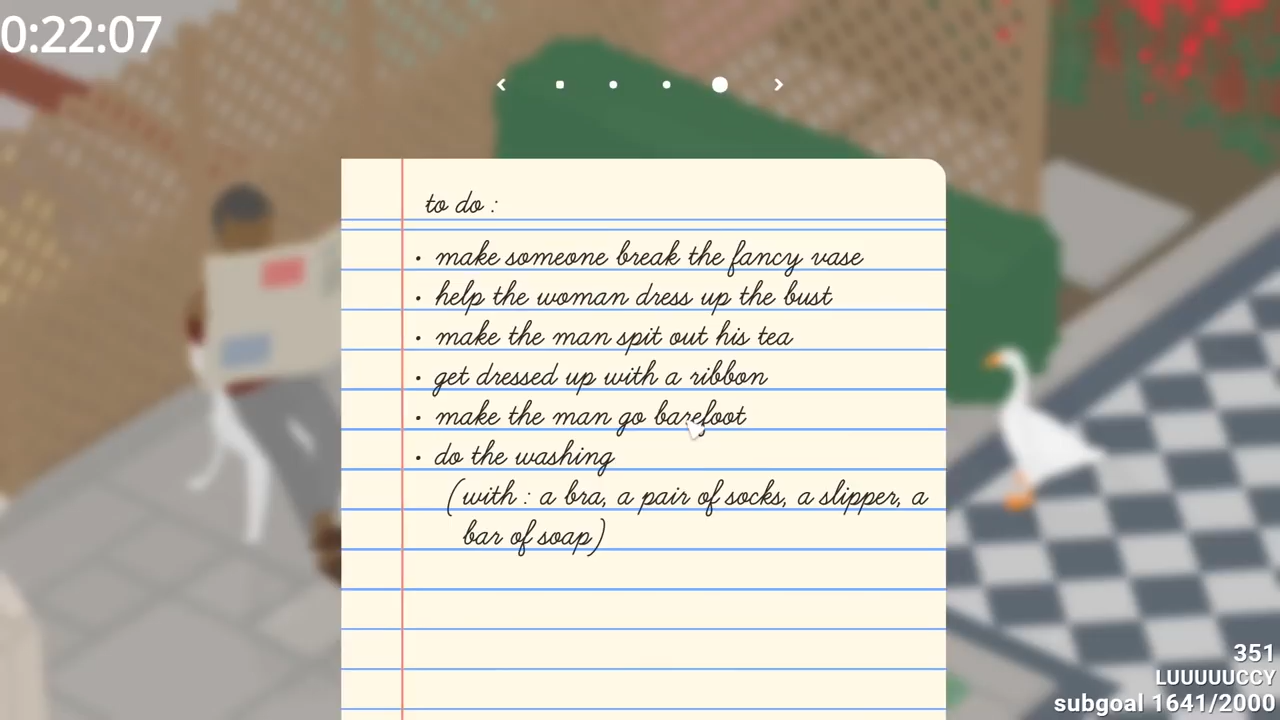 0:22:07
to do :
• make someone break the fancy vase
• help the woman dress up the bust
• make the man spit out his tea
• get dressed up with a ribbon
• make the man go barefoot
• do the washing
(with : a bra, a pair of socks, a slipper, a
bar of soap)
351
LUUUUUCCY
subgoal 1641/2000